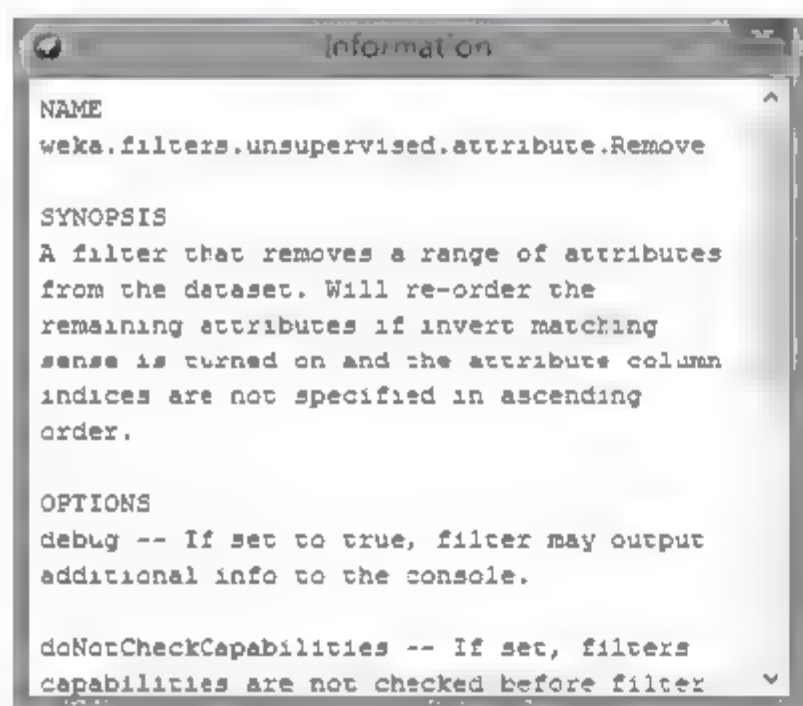 Information
NAME
weka.filters.unsupervised.attribute.Remove
SYNOPSIS
A filter that removes a range of attributes
from the dataset. Will re-order the
remaining attributes if invert matching
sense is turned on and the attribute column
indices are not specified in ascending
order.
OPTIONS
debug -- If set to true, filter may output
additional info to the console.
doNotCheckCapabilities -- If set, filters
capabilities are not checked before filter